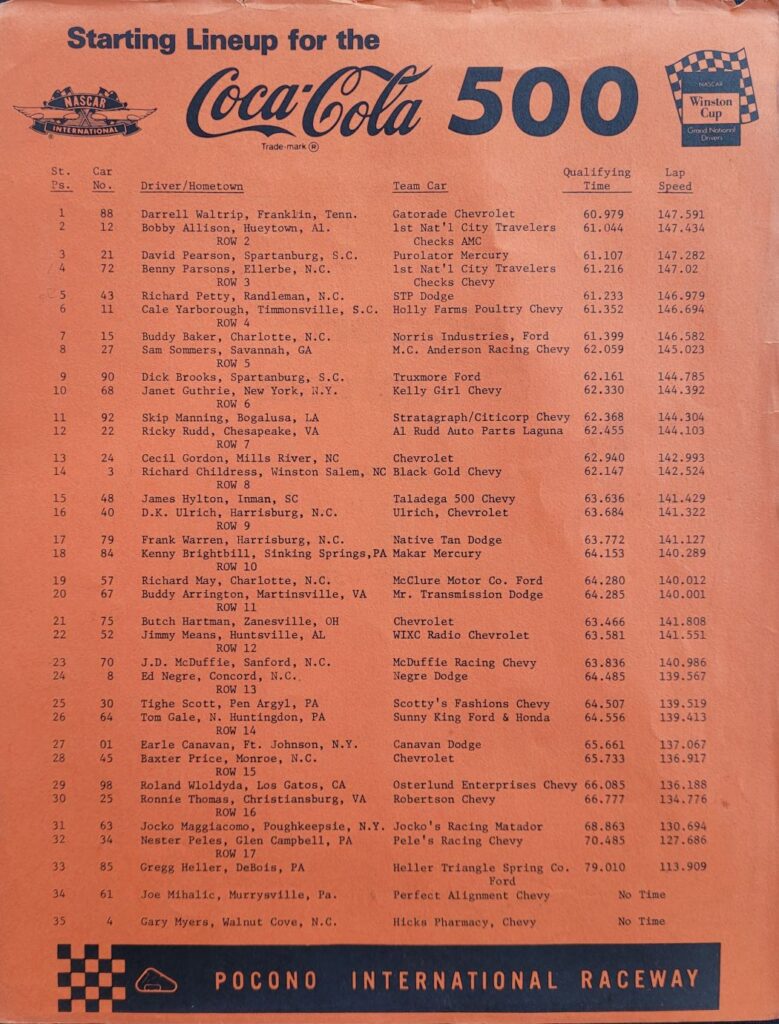 Starting Lineup for the
NASCAR
INTERNATIONAL
Coca-Cola 500
Trade-mark ®
NASCAR
Winston
Cup
Grand National
Drivers
St. Car Qualifying Lap
Ps. No. Driver/Hometown Team Car Time Speed
1 88 Darrell Waltrip, Franklin, Tenn. Gatorade Chevrolet 60.979 147.591
2 12 Bobby Allison, Hueytown, Al. 1st Nat'l City Travelers 61.044 147.434
ROW 2 Checks AMC
3 21 David Pearson, Spartanburg, S.C. Purolator Mercury 61.107 147.282
4 72 Benny Parsons, Ellerbe, N.C. 1st Nat'l City Travelers 61.216 147.02
ROW 3 Checks Chevy
5 43 Richard Petty, Randleman, N.C. STP Dodge 61.233 146.979
6 11 Cale Yarborough, Timmonsville, S.C. Holly Farms Poultry Chevy 61.352 146.694
ROW 4
7 15 Buddy Baker, Charlotte, N.C. Norris Industries, Ford 61.399 146.582
8 27 Sam Sommers, Savannah, GA M.C. Anderson Racing Chevy 62.059 145.023
ROW 5
9 90 Dick Brooks, Spartanburg, S.C. Truxmore Ford 62.161 144.785
10 68 Janet Guthrie, New York, N.Y. Kelly Girl Chevy 62.330 144.392
ROW 6
11 92 Skip Manning, Bogalusa, LA Stratagraph/Citicorp Chevy 62.368 144.304
12 22 Ricky Rudd, Chesapeake, VA Al Rudd Auto Parts Laguna 62.455 144.103
ROW 7
13 24 Cecil Gordon, Mills River, NC Chevrolet 62.940 142.993
14 3 Richard Childress, Winston Salem, NC Black Gold Chevy 62.147 142.524
ROW 8
15 48 James Hylton, Inman, SC Taladega 500 Chevy 63.636 141.429
16 40 D.K. Ulrich, Harrisburg, N.C. Ulrich, Chevrolet 63.684 141.322
ROW 9
17 79 Frank Warren, Harrisburg, N.C. Native Tan Dodge 63.772 141.127
18 84 Kenny Brightbill, Sinking Springs,PA Makar Mercury 64.153 140.289
ROW 10
19 57 Richard May, Charlotte, N.C. McClure Motor Co. Ford 64.280 140.012
20 67 Buddy Arrington, Martinsville, VA Mr. Transmission Dodge 64.285 140.001
ROW 11
21 75 Butch Hartman, Zanesville, OH Chevrolet 63.466 141.808
22 52 Jimmy Means, Huntsville, AL WIXC Radio Chevrolet 63.581 141.551
ROW 12
23 70 J.D. McDuffie, Sanford, N.C. McDuffie Racing Chevy 63.836 140.986
24 8 Ed Negre, Concord, N.C. Negre Dodge 64.485 139.567
ROW 13
25 30 Tighe Scott, Pen Argyl, PA Scotty's Fashions Chevy 64.507 139.519
26 64 Tom Gale, N. Huntingdon, PA Sunny King Ford & Honda 64.556 139.413
ROW 14
27 01 Earle Canavan, Ft. Johnson, N.Y. Canavan Dodge 65.661 137.067
28 45 Baxter Price, Monroe, N.C. Chevrolet 65.733 136.917
ROW 15
29 98 Roland Wloldyda, Los Gatos, CA Osterlund Enterprises Chevy 66.085 136.188
30 25 Ronnie Thomas, Christiansburg, VA Robertson Chevy 66.777 134.776
ROW 16
31 63 Jocko Maggiacomo, Poughkeepsie, N.Y. Jocko's Racing Matador 68.863 130.694
32 34 Nester Peles, Glen Campbell, PA Pele's Racing Chevy 70.485 127.686
ROW 17
33 85 Gregg Heller, DeBois, PA Heller Triangle Spring Co. 79.010 113.909
Ford
34 61 Joe Mihalic, Murrysville, Pa. Perfect Alignment Chevy No Time
35 4 Gary Myers, Walnut Cove, N.C. Hicks Pharmacy, Chevy No Time
POCONO INTERNATIONAL RACEWAY